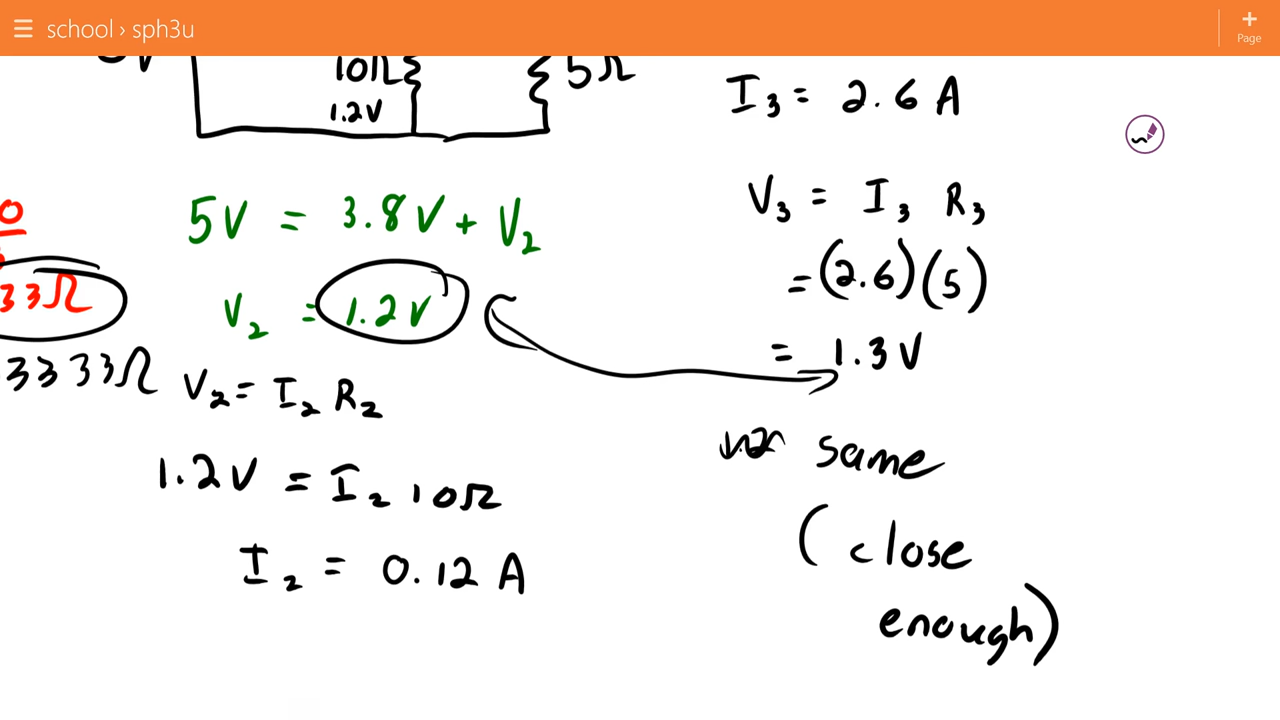 school › sph3u
Page
10Ω
5Ω
1.2V
I3 = 2.6 A
5V = 3.8V + V2
V3 = I3 R3
33Ω
= (2.6)(5)
V2 = 1.2V
= 1.3V
3333Ω
V2 = I2 R2
same
1.2V = I2 10Ω
(close
I2 = 0.12 A
enough)